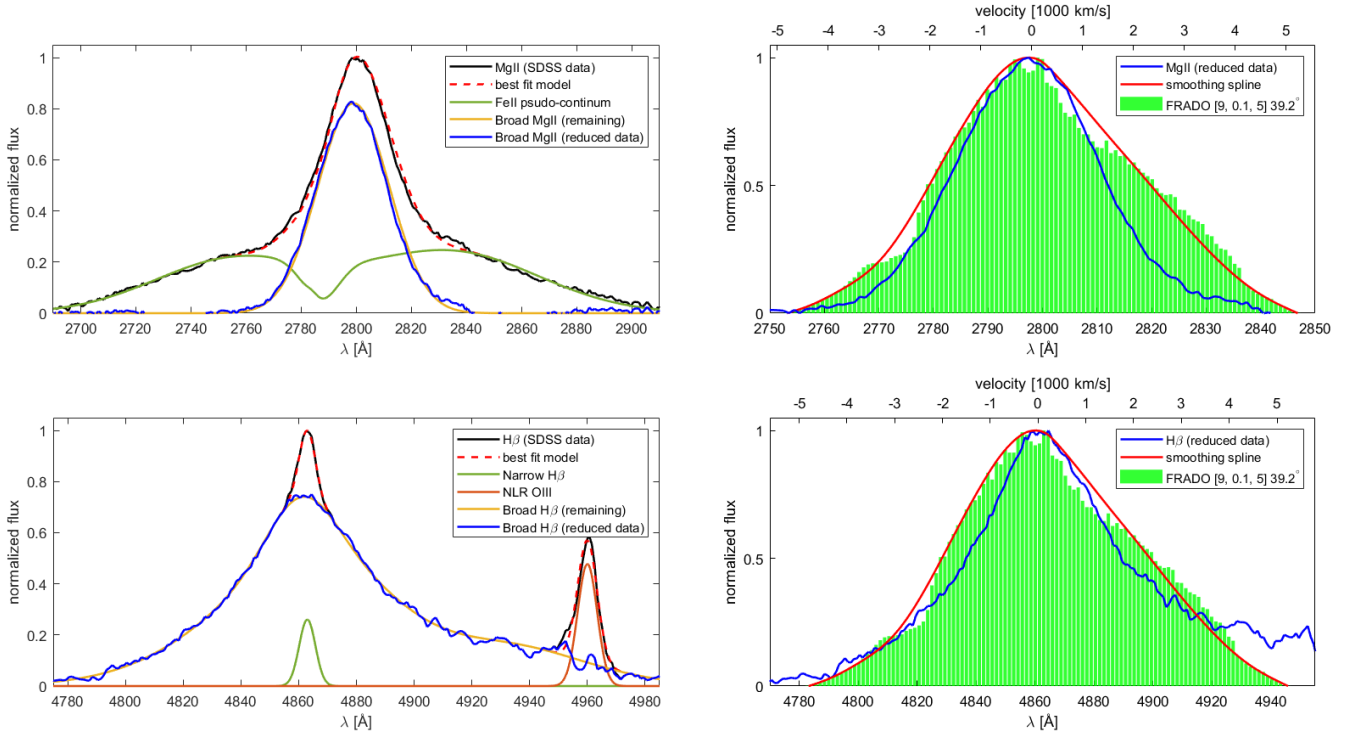 velocity [1000 km/s]
-5 -4 -3 -2 -1 0 1 2 3 4 5
1
0.8
0.6
0.4
0.2
0
normalized flux
MgII (SDSS data)
best fit model
FeII psudo-continum
Broad MgII (remaining)
Broad MgII (reduced data)
2700 2720 2740 2760 2780 2800 2820 2840 2860 2880 2900
λ [Å]
1
0.5
0
normalized flux
MgII (reduced data)
smoothing spline
FRADO [9, 0.1, 5] 39.2°
2750 2760 2770 2780 2790 2800 2810 2820 2830 2840 2850
λ [Å]
velocity [1000 km/s]
-5 -4 -3 -2 -1 0 1 2 3 4 5
1
0.8
0.6
0.4
0.2
0
normalized flux
Hβ (SDSS data)
best fit model
Narrow Hβ
NLR OIII
Broad Hβ (remaining)
Broad Hβ (reduced data)
4780 4800 4820 4840 4860 4880 4900 4920 4940 4960 4980
λ [Å]
1
0.5
0
normalized flux
Hβ (reduced data)
smoothing spline
FRADO [9, 0.1, 5] 39.2°
4780 4800 4820 4840 4860 4880 4900 4920 4940
λ [Å]